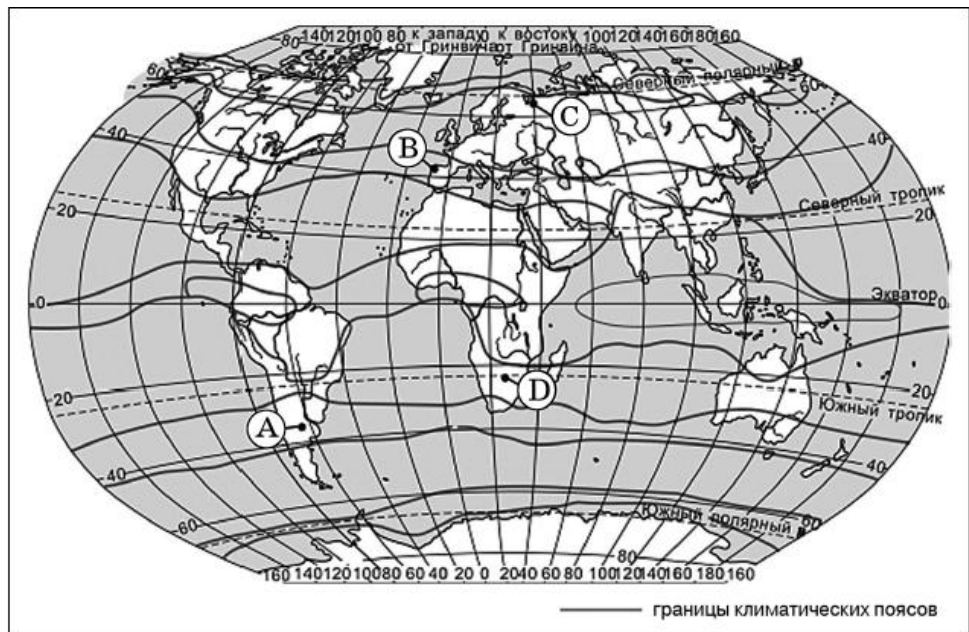 140 120 100 80 к западу 0 к востоку 100 120 140 160 180 160
от Гринвича от Гринвича
80
60
Северный полярный
60
40
B
C
40
Северный тропик
20
20
0
Экватор
0
D
20
20
Южный тропик
A
40
40
60
Южный полярный
60
80
160 140 120 100 80 60 40 20 0 20 40 60 80 100 120 140 160 180 160
границы климатических поясов